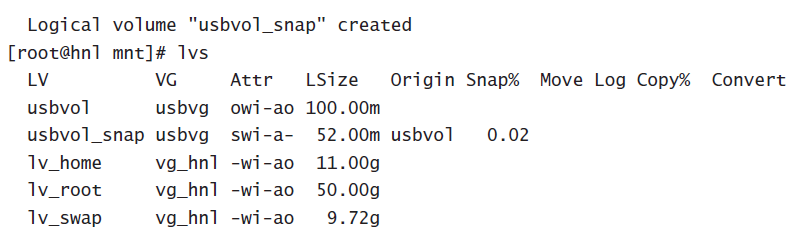 Logical volume "usbvol_snap" created
[root@hnl mnt]# lvs
LV VG Attr LSize Origin Snap% Move Log Copy% Convert
usbvol usbvg owi-ao 100.00m
usbvol_snap usbvg swi-a- 52.00m usbvol 0.02
lv_home vg_hnl -wi-ao 11.00g
lv_root vg_hnl -wi-ao 50.00g
lv_swap vg_hnl -wi-ao 9.72g